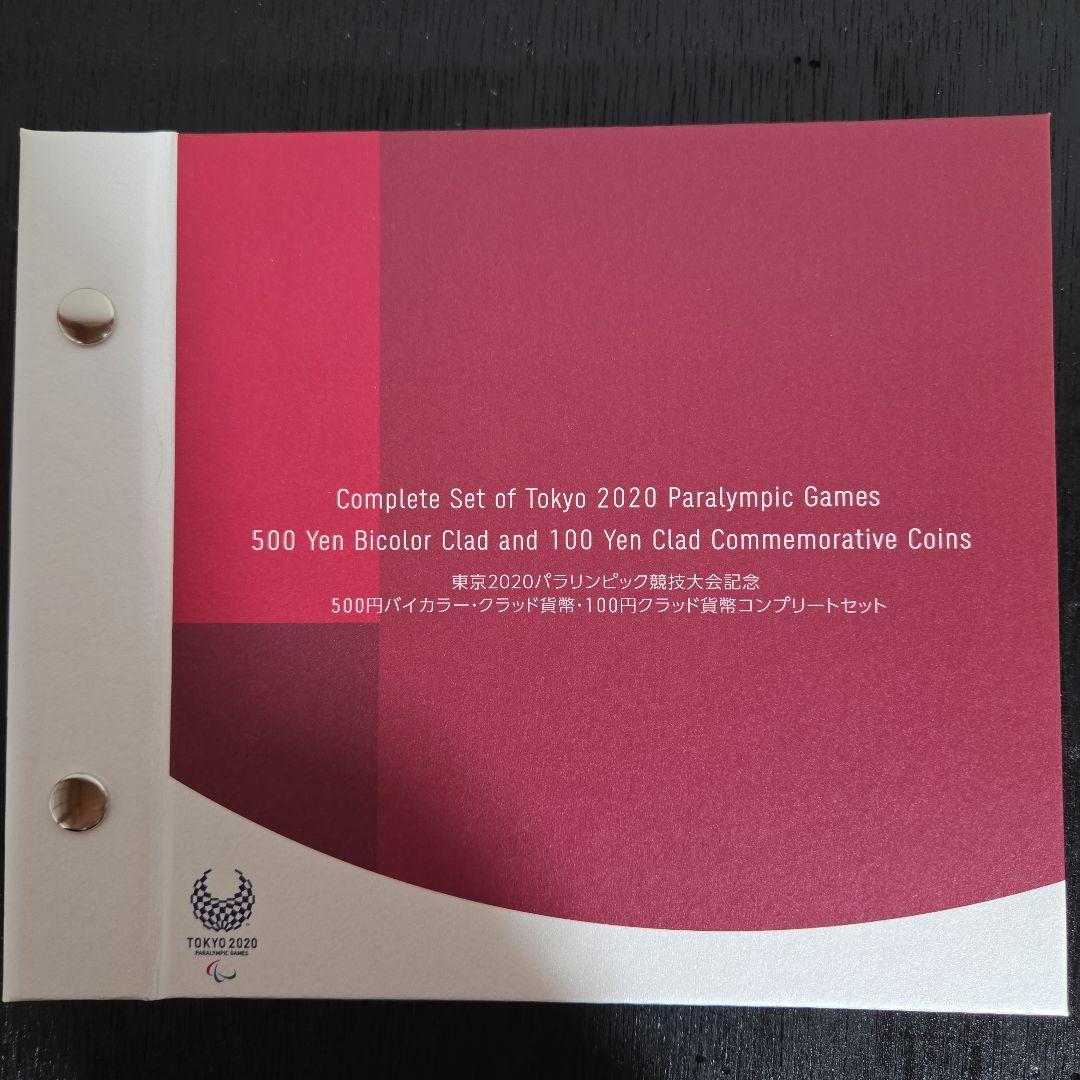 Complete Set of Tokyo 2020 Paralympic Games
500 Yen Bicolor Clad and 100 Yen Clad Commemorative Coins
東京2020パラリンピック競技大会記念
500円バイカラー・クラッド貨幣・100円クラッド貨幣コンプリートセット
TOKYO 2020
PARALYMPIC GAMES